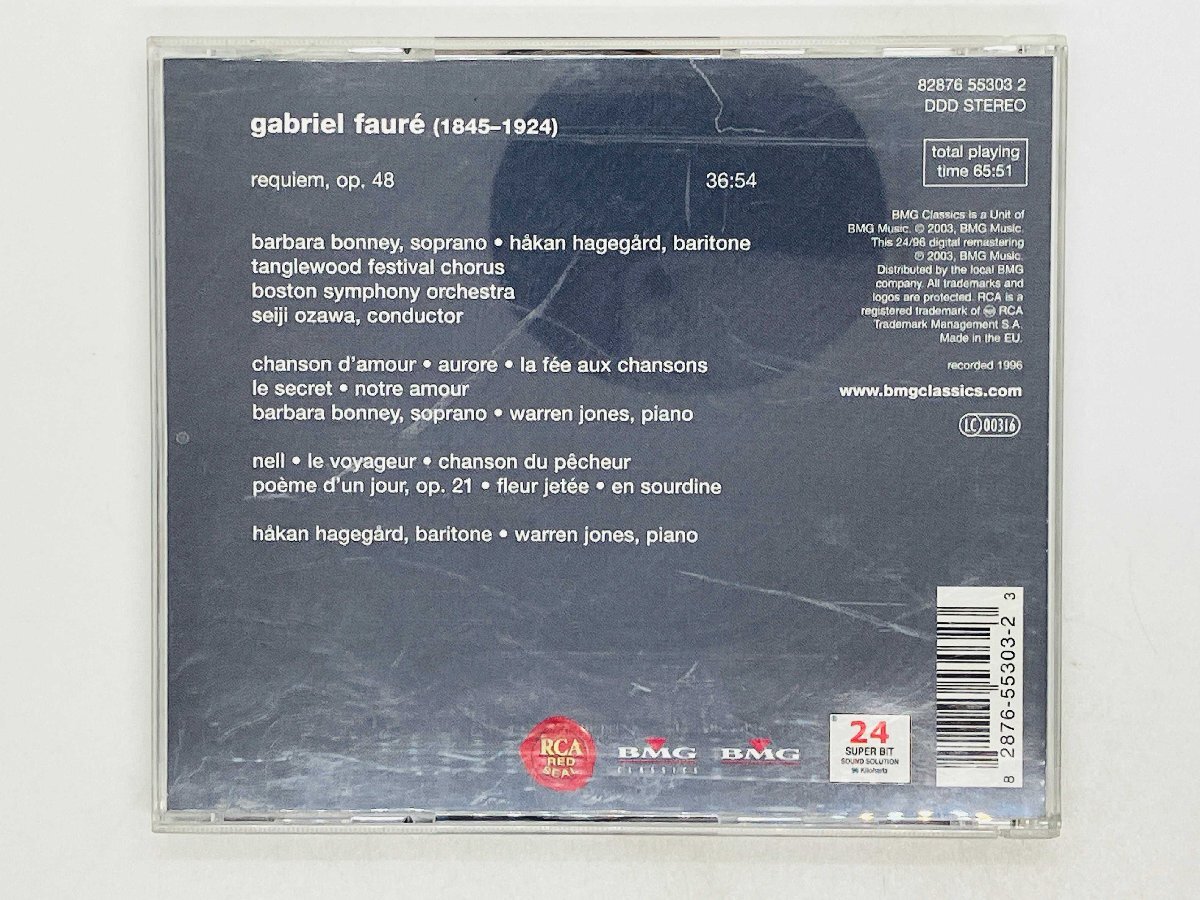 gabriel fauré (1845–1924)
requiem, op. 48 36:54
barbara bonney, soprano • håkan hagegård, baritone
tanglewood festival chorus
boston symphony orchestra
seiji ozawa, conductor
chanson d'amour • aurore • la fée aux chansons
le secret • notre amour
barbara bonney, soprano • warren jones, piano
nell • le voyageur • chanson du pêcheur
poème d'un jour, op. 21 • fleur jetée • en sourdine
håkan hagegård, baritone • warren jones, piano
82876 55303 2
DDD STEREO
total playing
time 65:51
BMG Classics is a Unit of
BMG Music. © 2003, BMG Music.
This 24/96 digital remastering
℗ 2003, BMG Music.
Distributed by the local BMG
company. All trademarks and
logos are protected. RCA is a
registered trademark of RCA
Trademark Management S.A.
Made in the EU.
recorded 1996
www.bmgclassics.com
LC 00316
RCA
RED
SEAL
BMG
CLASSICS
BMG
24
SUPER BIT
SOUND SOLUTION
96 Kilohertz
8 2876-55303-2 3